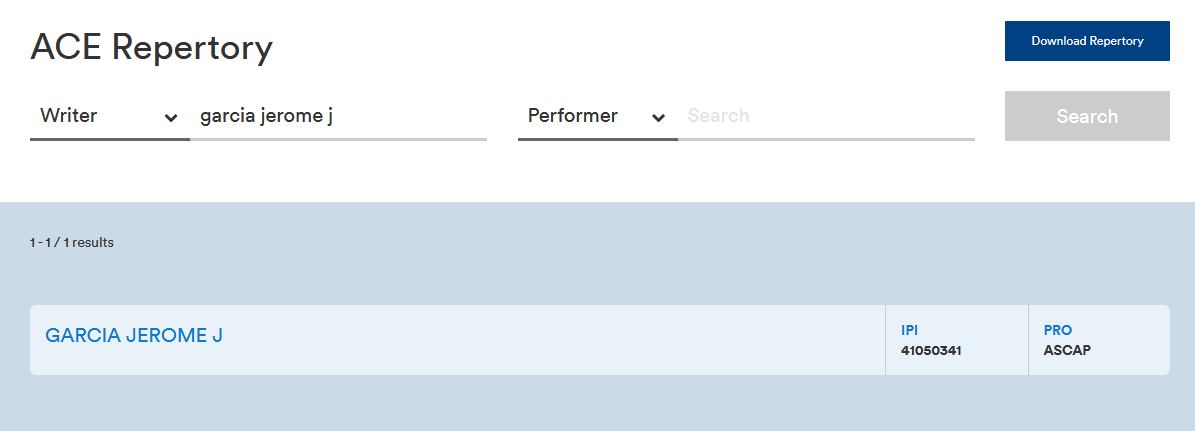 ACE Repertory
Download Repertory
Writer garcia jerome j Performer Search Search
1 - 1 / 1 results
GARCIA JEROME J
IPI
41050341
PRO
ASCAP